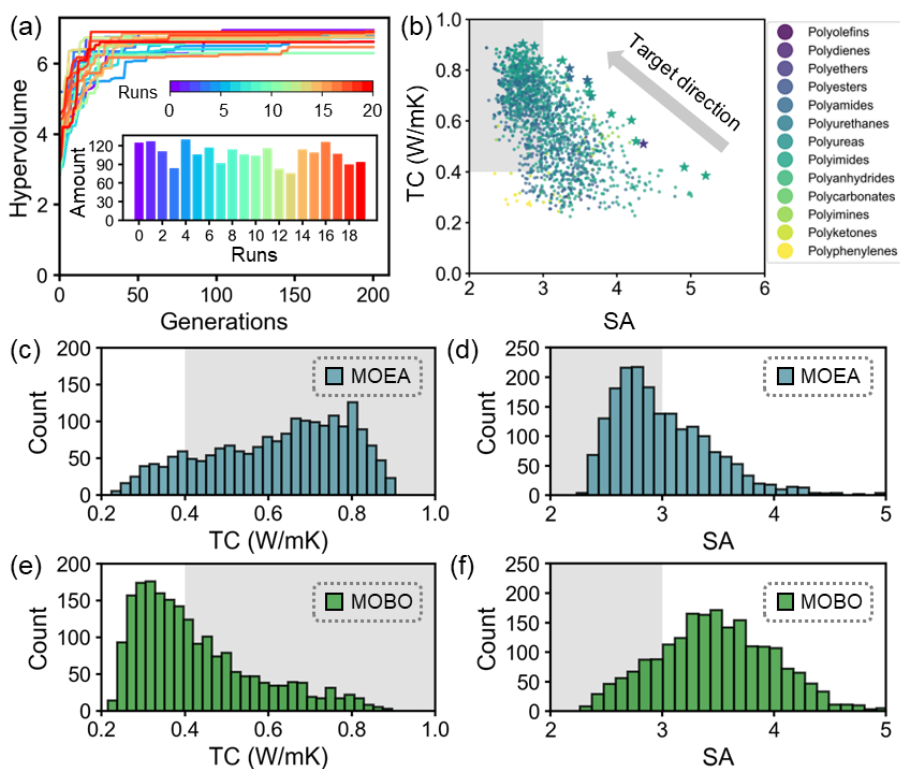 (a)
Hypervolume
6
4
2
0
Runs
0 5 10 15 20
Amount
120
90
60
30
0
0 2 4 6 8 10 12 14 16 18
Runs
0 50 100 150 200
Generations
(b)
TC (W/mK)
1.0
0.8
0.6
0.4
0.2
0.0
Target direction
2 3 4 5 6
SA
Polyolefins
Polydienes
Polyethers
Polyesters
Polyamides
Polyurethanes
Polyureas
Polyimides
Polyanhydrides
Polycarbonates
Polyimines
Polyketones
Polyphenylenes
(c)
Count
200
150
100
50
0
MOEA
0.2 0.4 0.6 0.8 1.0
TC (W/mK)
(d)
Count
250
200
150
100
50
0
MOEA
2 3 4 5
SA
(e)
Count
200
150
100
50
0
MOBO
0.2 0.4 0.6 0.8 1.0
TC (W/mK)
(f)
Count
250
200
150
100
50
0
MOBO
2 3 4 5
SA